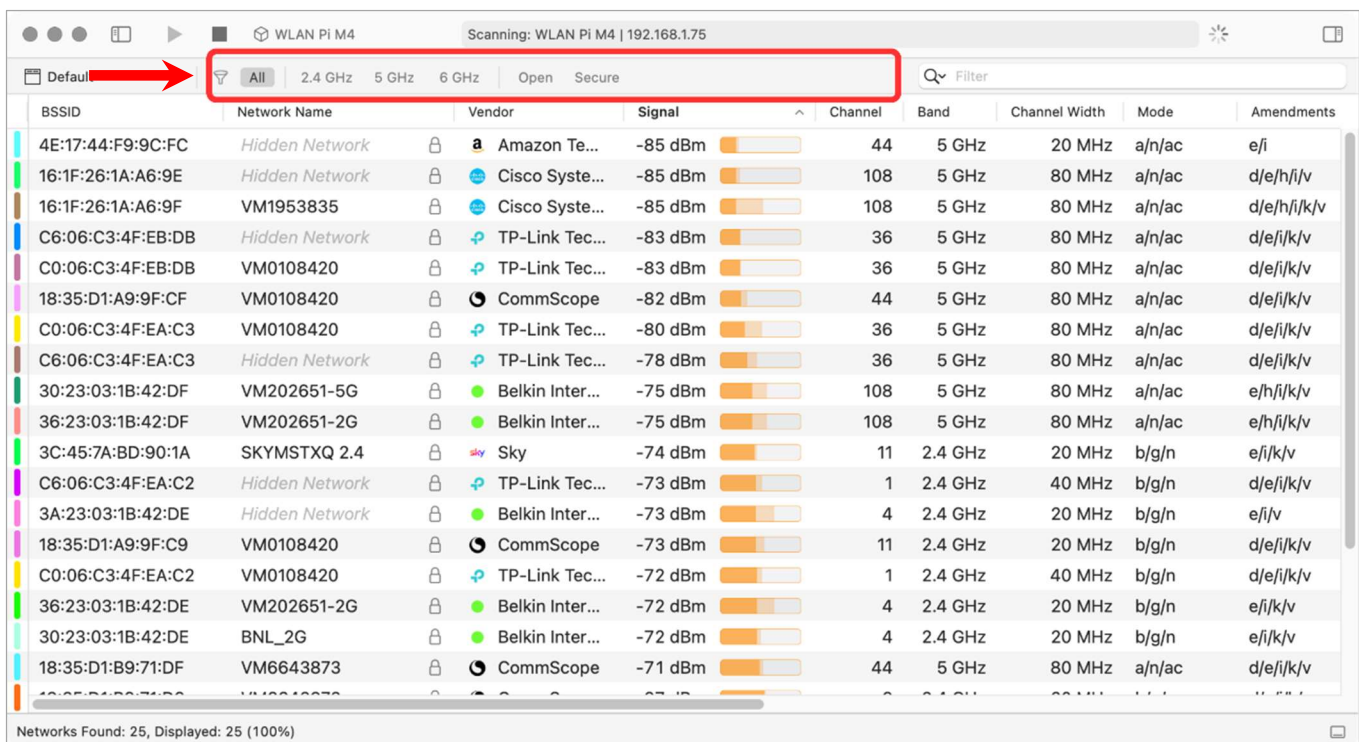 WLAN Pi M4 Scanning: WLAN Pi M4 | 192.168.1.75
Default All 2.4 GHz 5 GHz 6 GHz Open Secure Filter
BSSID Network Name Vendor Signal Channel Band Channel Width Mode Amendments
4E:17:44:F9:9C:FC Hidden Network a Amazon Te... -85 dBm 44 5 GHz 20 MHz a/n/ac e/i
16:1F:26:1A:A6:9E Hidden Network Cisco Syste... -85 dBm 108 5 GHz 80 MHz a/n/ac d/e/h/i/v
16:1F:26:1A:A6:9F VM1953835 Cisco Syste... -85 dBm 108 5 GHz 80 MHz a/n/ac d/e/h/i/k/v
C6:06:C3:4F:EB:DB Hidden Network TP-Link Tec... -83 dBm 36 5 GHz 80 MHz a/n/ac d/e/i/k/v
C0:06:C3:4F:EB:DB VM0108420 TP-Link Tec... -83 dBm 36 5 GHz 80 MHz a/n/ac d/e/i/k/v
18:35:D1:A9:9F:CF VM0108420 CommScope -82 dBm 44 5 GHz 80 MHz a/n/ac d/e/i/k/v
C0:06:C3:4F:EA:C3 VM0108420 TP-Link Tec... -80 dBm 36 5 GHz 80 MHz a/n/ac d/e/i/k/v
C6:06:C3:4F:EA:C3 Hidden Network TP-Link Tec... -78 dBm 36 5 GHz 80 MHz a/n/ac d/e/i/k/v
30:23:03:1B:42:DF VM202651-5G Belkin Inter... -75 dBm 108 5 GHz 80 MHz a/n/ac e/h/i/k/v
36:23:03:1B:42:DF VM202651-2G Belkin Inter... -75 dBm 108 5 GHz 80 MHz a/n/ac e/h/i/k/v
3C:45:7A:BD:90:1A SKYMSTXQ 2.4 sky Sky -74 dBm 11 2.4 GHz 20 MHz b/g/n e/i/k/v
C6:06:C3:4F:EA:C2 Hidden Network TP-Link Tec... -73 dBm 1 2.4 GHz 40 MHz b/g/n d/e/i/k/v
3A:23:03:1B:42:DE Hidden Network Belkin Inter... -73 dBm 4 2.4 GHz 20 MHz b/g/n e/i/v
18:35:D1:A9:9F:C9 VM0108420 CommScope -73 dBm 11 2.4 GHz 20 MHz b/g/n d/e/i/k/v
C0:06:C3:4F:EA:C2 VM0108420 TP-Link Tec... -72 dBm 1 2.4 GHz 40 MHz b/g/n d/e/i/k/v
36:23:03:1B:42:DE VM202651-2G Belkin Inter... -72 dBm 4 2.4 GHz 20 MHz b/g/n e/i/k/v
30:23:03:1B:42:DE BNL_2G Belkin Inter... -72 dBm 4 2.4 GHz 20 MHz b/g/n e/i/k/v
18:35:D1:B9:71:DF VM6643873 CommScope -71 dBm 44 5 GHz 80 MHz a/n/ac d/e/i/k/v
Networks Found: 25, Displayed: 25 (100%)